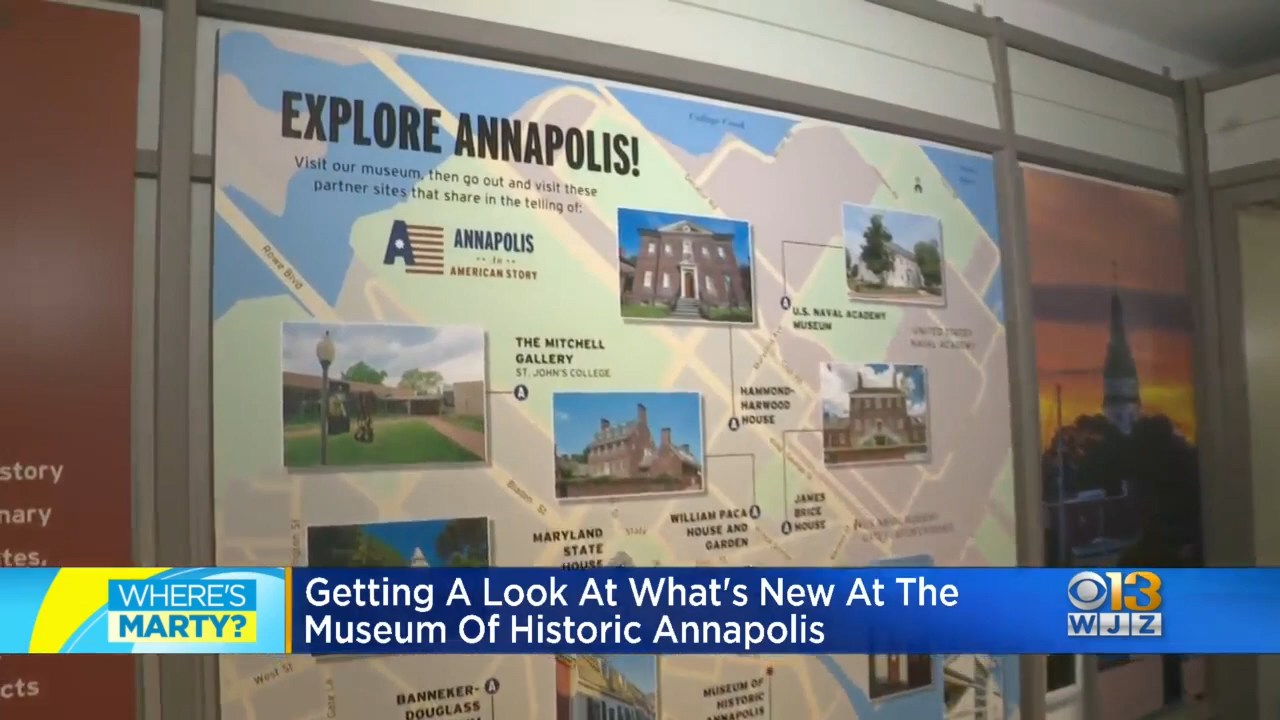 EXPLORE ANNAPOLIS!
Visit our museum, then go out and visit these
partner sites that share in the telling of:
ANNAPOLIS
In
AMERICAN STORY
College Creek
Rowe Blvd
THE MITCHELL
GALLERY
ST. JOHN'S COLLEGE
A
A
U.S. NAVAL ACADEMY
MUSEUM
UNITED STATES
NAVAL ACADEMY
A
HAMMOND-
HARWOOD
HOUSE
WILLIAM PACA
HOUSE AND
GARDEN
A
A
JAMES
BRICE
HOUSE
MARYLAND
STATE
HOUSE
State
story
nary
tes,
cts
WHERE'S
MARTY?
Getting A Look At What's New At The
Museum Of Historic Annapolis
13
WJZ
West St
BANNEKER-
DOUGLASS
A
MUSEUM OF
HISTORIC
ANNAPOLIS